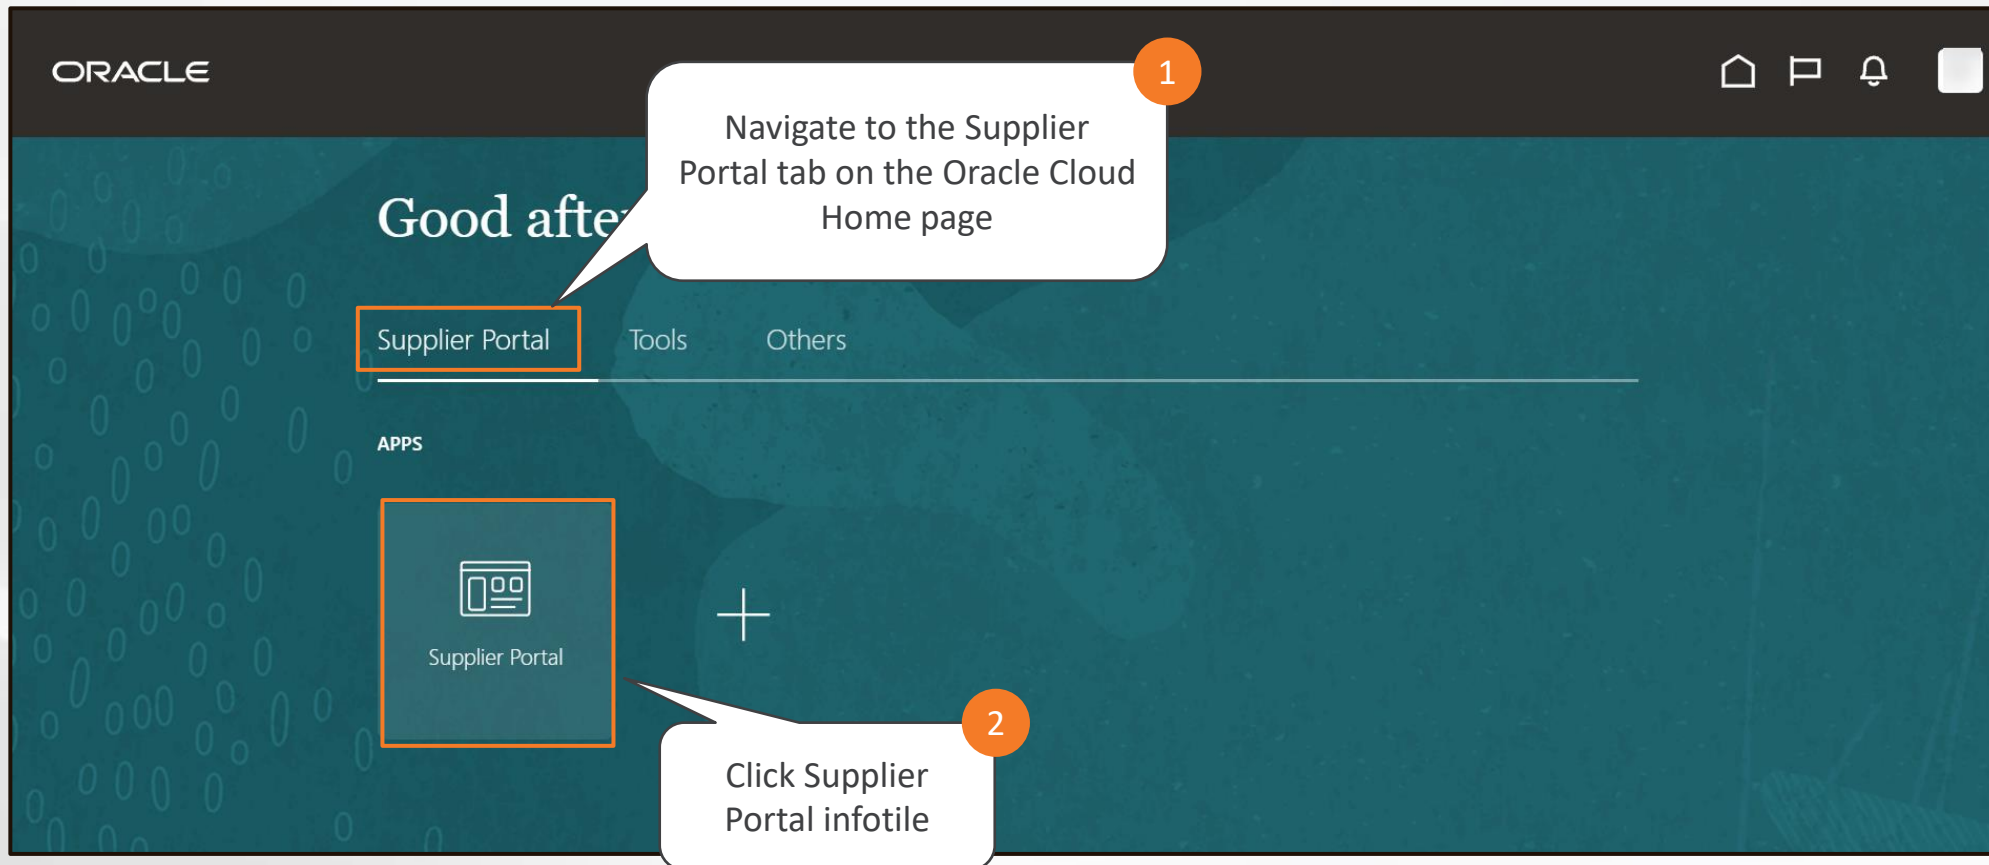 ORACLE
1
Navigate to the Supplier
Portal tab on the Oracle Cloud
Home page
Good afte
Supplier Portal
Tools
Others
APPS
Supplier Portal
2
Click Supplier
Portal infotile